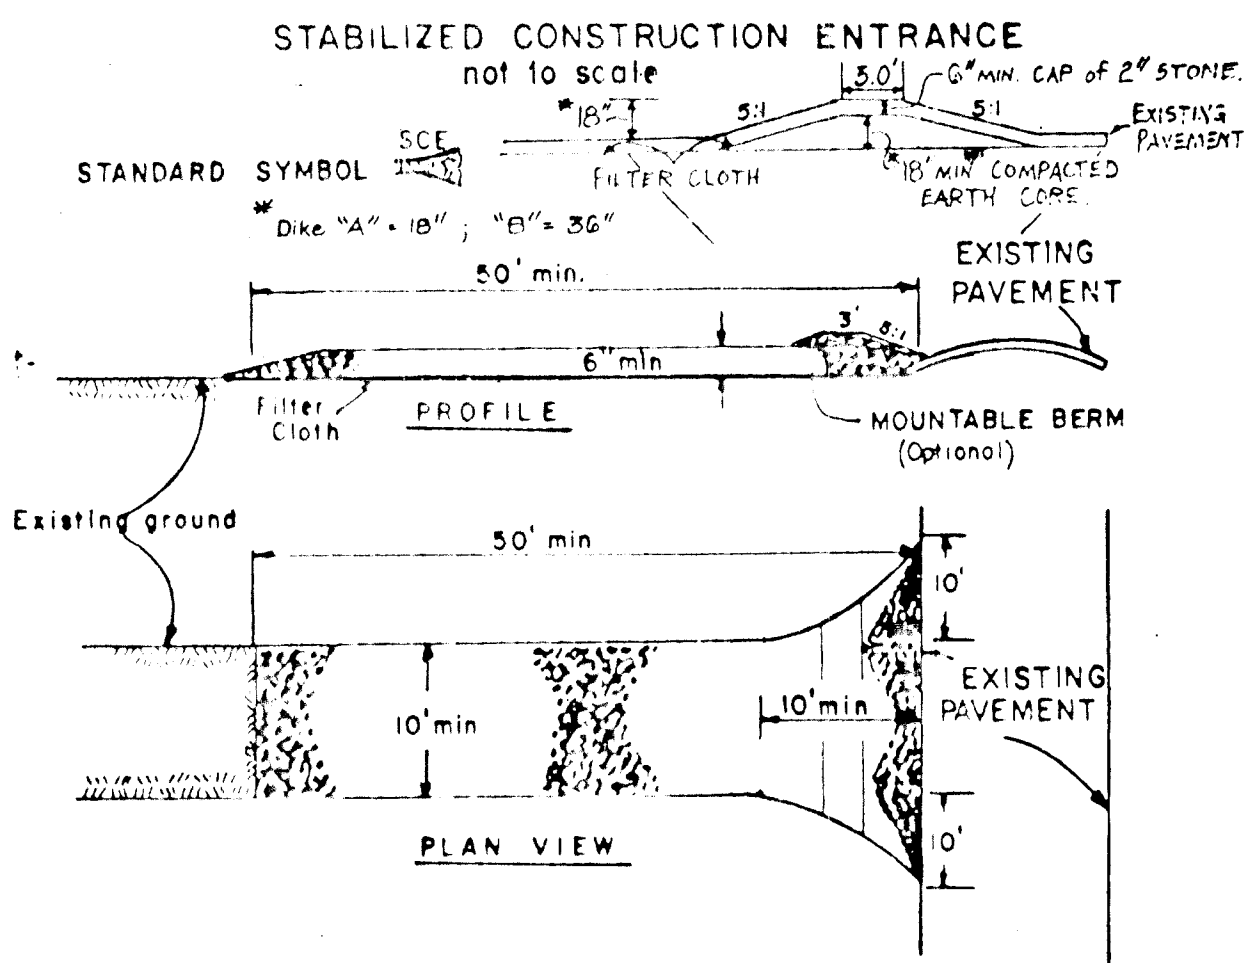 STABILIZED CONSTRUCTION ENTRANCE
not to scale
5.0'
6" MIN. CAP of 2" STONE.
* 18"
5:1
5:1
EXISTING
PAVEMENT
SCE
STANDARD SYMBOL
FILTER CLOTH
* 18' MIN COMPACTED
EARTH CORE.
* Dike "A" = 18" ; "B" = 36"
50' min.
EXISTING
PAVEMENT
3'
5:1
6" min
Filter
Cloth
PROFILE
MOUNTABLE BERM
(Optional)
Existing ground
50' min
10'
10' min
10' min
EXISTING
PAVEMENT
10'
PLAN VIEW